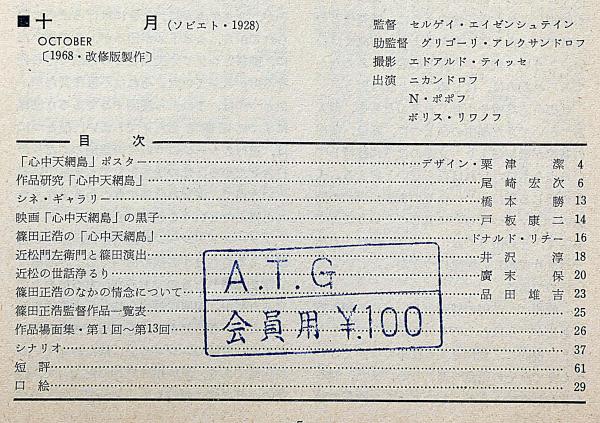 ■十月(ソビエト・1928)
OCTOBER
〔1968・改修版製作〕
監督 セルゲイ・エイゼンシュテイン
助監督 グリゴーリ・アレクサンドロフ
撮影 エドアルド・ティッセ
出演 ニカンドロフ
N・ポポフ
ボリス・リワノフ
目次
「心中天網島」ポスター……デザイン・粟津潔 4
作品研究「心中天網島」……尾崎宏次 6
シネ・ギャラリー……橋本勝 13
映画「心中天網島」の黒子……戸板康二 14
篠田正浩の「心中天網島」……ドナルド・リチー 16
近松門左衛門と篠田演出……井沢淳 18
近松の世話浄るり……廣末保 20
篠田正浩のなかの情念について……品田雄吉 23
篠田正浩監督作品一覧表……25
作品場面集・第1回〜第13回……26
シナリオ……37
短評……61
口絵……29
A.T.G
会員用 ¥.100